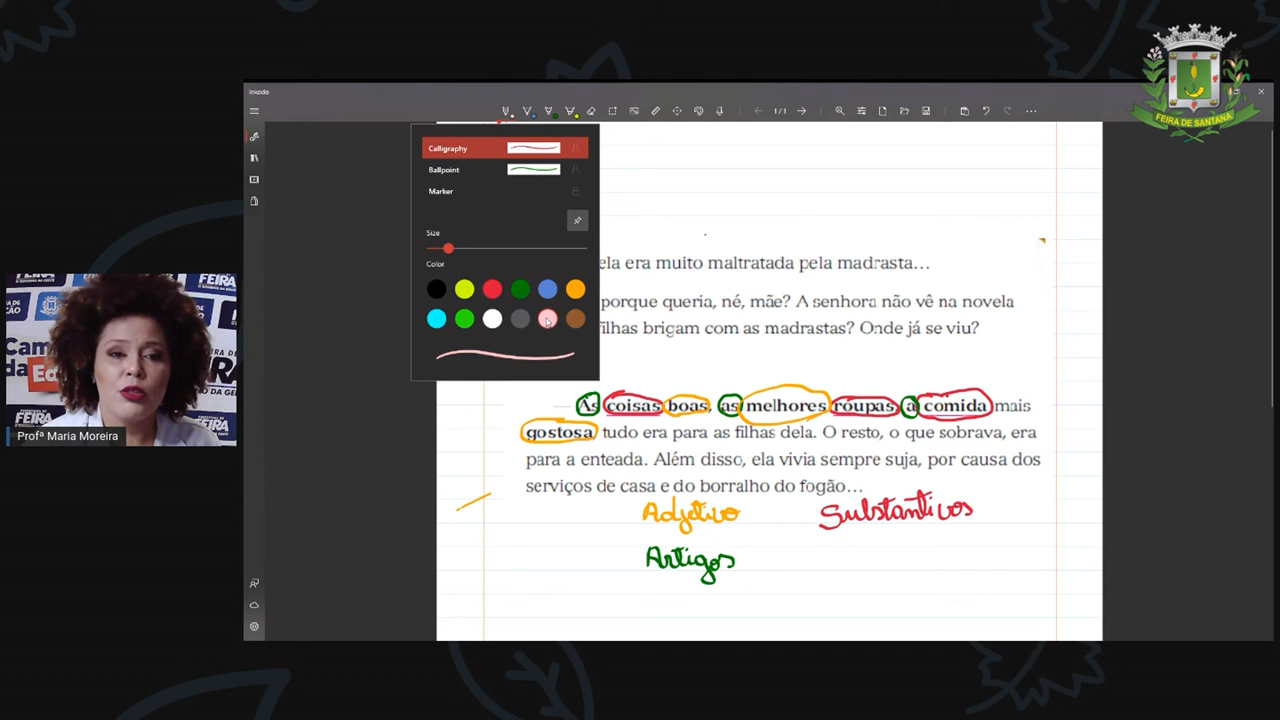 FEIRA DE SANTANA
Inkodo
1/1
Calligraphy
Ballpoint
Marker
Size
Color
ela era muito maltratada pela madrasta…
porque queria, né, mãe? A senhora não vê na novela
filhas brigam com as madrastas? Onde já se viu?
— As coisas boas, as melhores roupas a comida mais
gostosa tudo era para as filhas dela. O resto, o que sobrava, era
para a enteada. Além disso, ela vivia sempre suja, por causa dos
serviços de casa e do borralho do fogão…
Adjetivo Substantivos
Artigos
FEIRA
FEIRA
Profª Maria Moreira